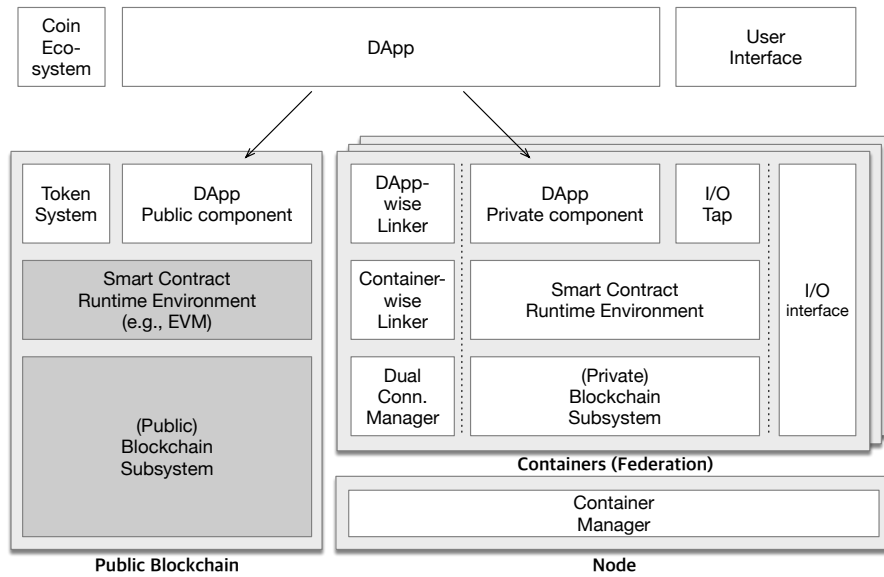 Coin
Eco-
system
DApp
User
Interface
Token
System
DApp
Public component
Smart Contract
Runtime Environment
(e.g., EVM)
(Public)
Blockchain
Subsystem
Public Blockchain
DApp-
wise
Linker
DApp
Private component
I/O
Tap
Container-
wise
Linker
Smart Contract
Runtime Environment
I/O
interface
Dual
Conn.
Manager
(Private)
Blockchain
Subsystem
Containers (Federation)
Container
Manager
Node